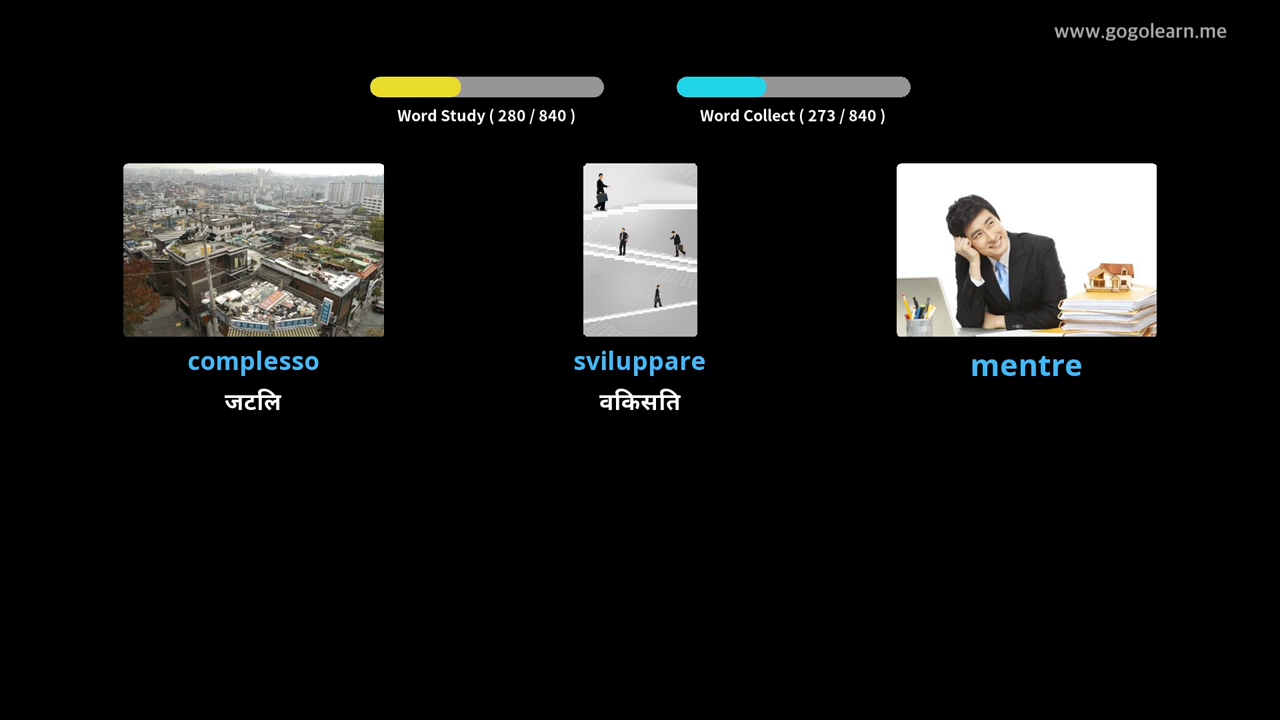 www.gogolearn.me
Word Study ( 280 / 840 )
Word Collect ( 273 / 840 )
complesso
sviluppare
mentre
जटलि
वकिसति